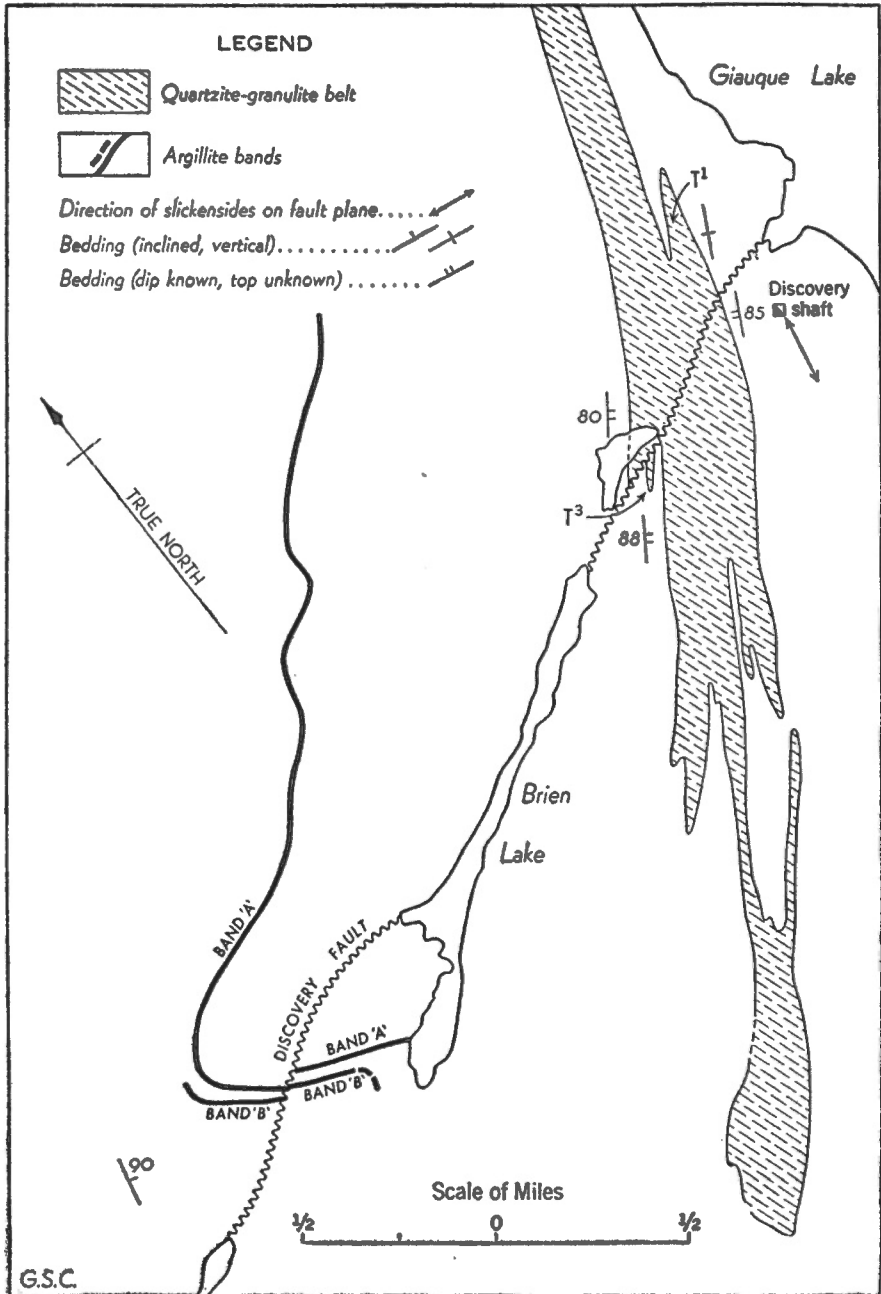 LEGEND
Quartzite-granulite belt
Argillite bands
Direction of slickensides on fault plane.....
Bedding (inclined, vertical)............
Bedding (dip known, top unknown) ......
Giauque Lake
T1
Discovery
shaft
85
80
T3
88
TRUE NORTH
Brien
Lake
BAND 'A'
DISCOVERY FAULT
BAND 'A'
BAND 'B'
BAND 'B'
90
Scale of Miles
1/2 0 1/2
G.S.C.